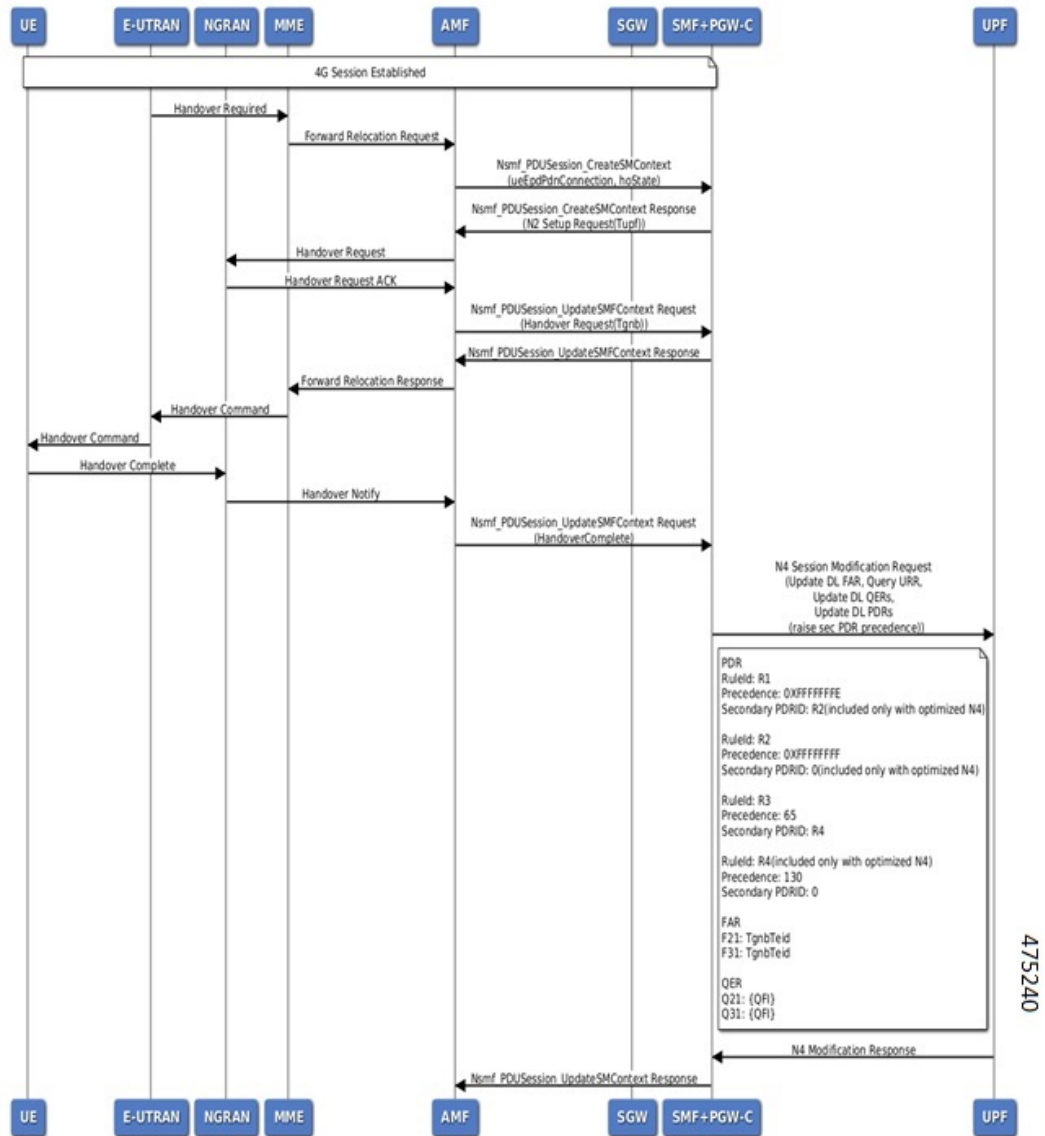 UE E-UTRAN NGRAN MME AMF SGW SMF+PGW-C UPF
4G Session Established
Handover Required
Forward Relocation Request
Nsmf_PDUSession_CreateSMContext
(ueEpdPdnConnection, hoState)
Nsmf_PDUSession_CreateSMContext Response
(N2 Setup Request(Tupf))
Handover Request
Handover Request ACK
Nsmf_PDUSession_UpdateSMFContext Request
(Handover Request(Tgnb))
Nsmf_PDUSession_UpdateSMFContext Response
Forward Relocation Response
Handover Command
Handover Command
Handover Complete
Handover Notify
Nsmf_PDUSession_UpdateSMFContext Request
(HandoverComplete)
N4 Session Modification Request
(Update DL FAR, Query URR,
Update DL QERs,
Update DL PDRs
(raise sec PDR precedence))
PDR
RuleId: R1
Precedence: 0XFFFFFFFE
Secondary PDRID: R2(included only with optimized N4)
RuleId: R2
Precedence: 0XFFFFFFFF
Secondary PDRID: 0(included only with optimized N4)
RuleId: R3
Precedence: 65
Secondary PDRID: R4
RuleId: R4(included only with optimized N4)
Precedence: 130
Secondary PDRID: 0
FAR
F21: TgnbTeid
F31: TgnbTeid
QER
Q21: {QFI}
Q31: {QFI}
N4 Modification Response
Nsmf_PDUSession_UpdateSMContext Response
UE E-UTRAN NGRAN MME AMF SGW SMF+PGW-C UPF
475240